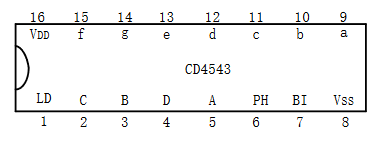 16 15 14 13 12 11 10 9
VDD f g e d c b a
CD4543
LD C B D A PH BI Vss
1 2 3 4 5 6 7 8